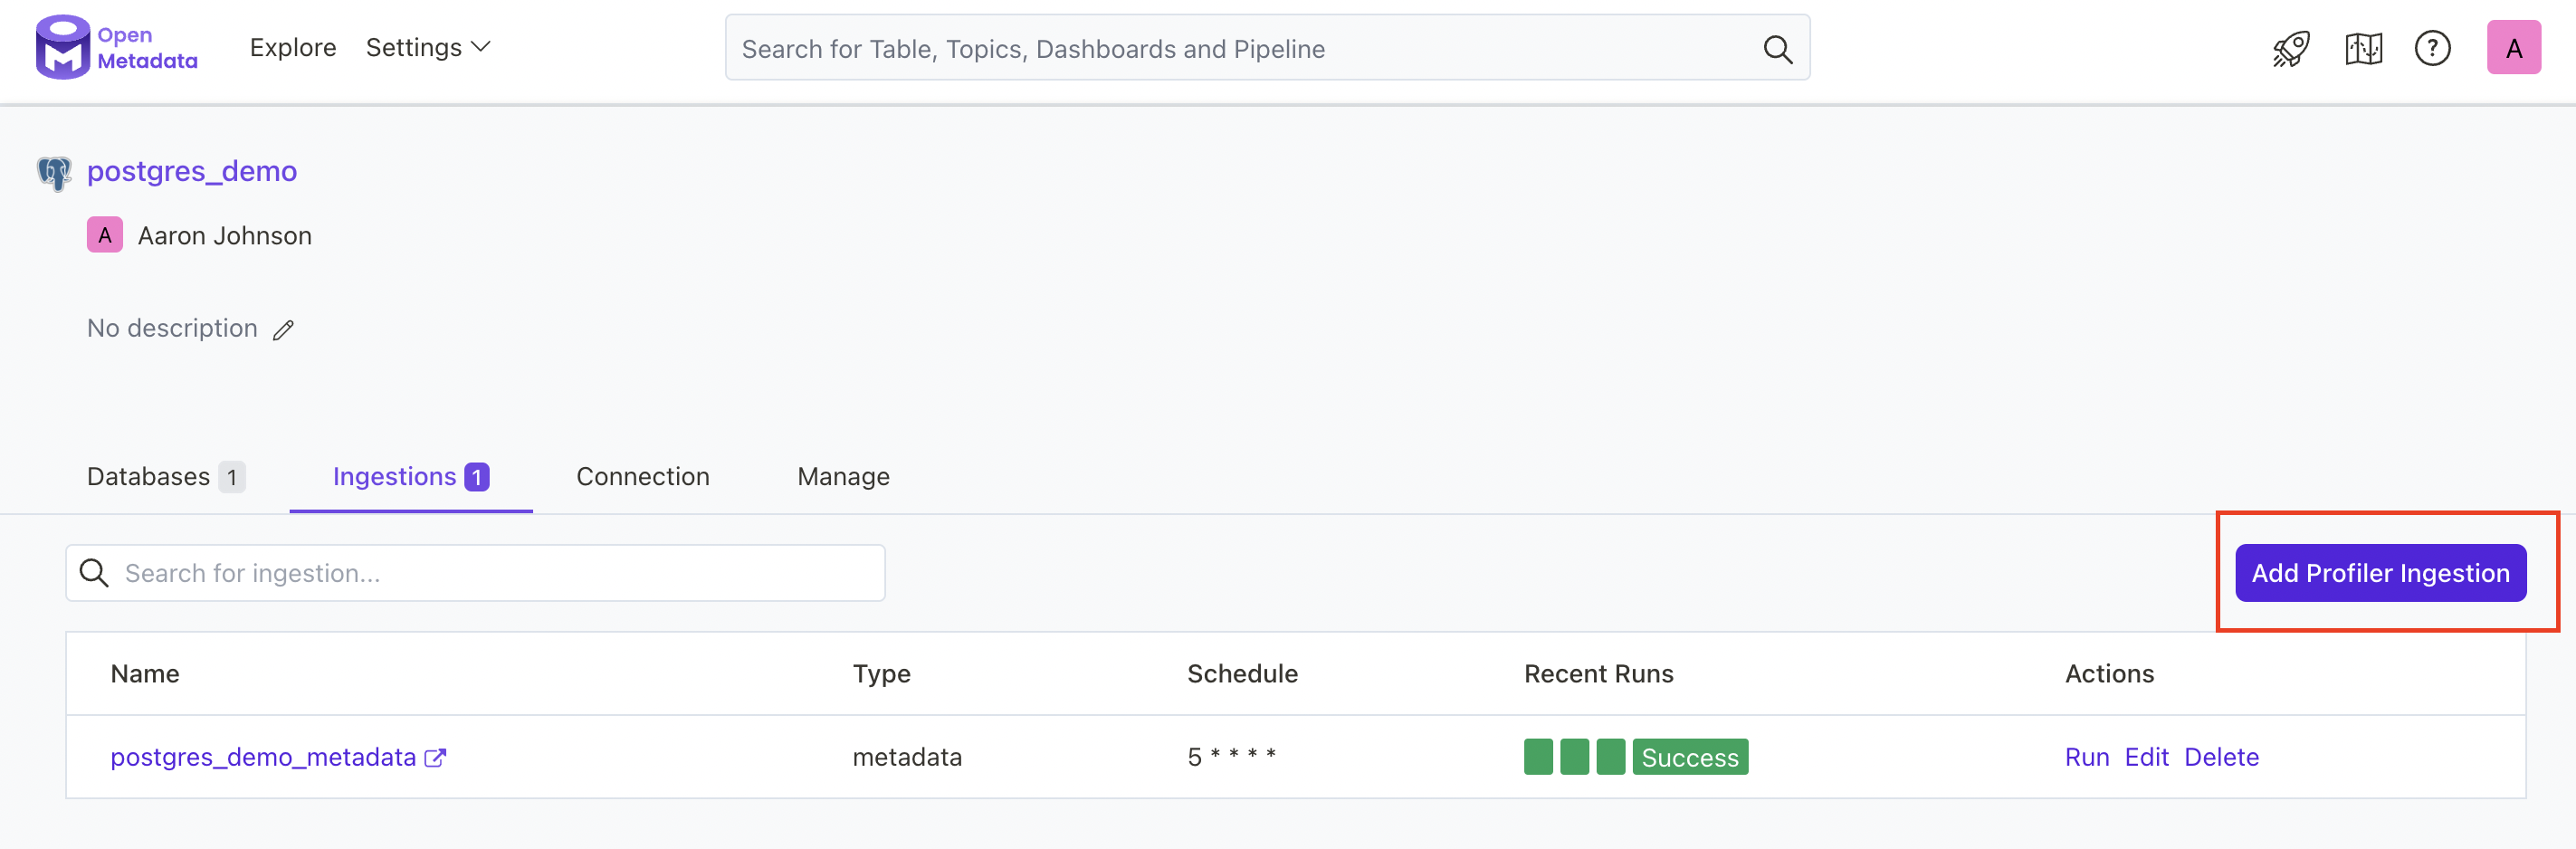 Open
Metadata
Explore Settings
Search for Table, Topics, Dashboards and Pipeline
?
A
postgres_demo
A Aaron Johnson
No description
Databases 1 Ingestions 1 Connection Manage
Search for ingestion...
Add Profiler Ingestion
Name Type Schedule Recent Runs Actions
postgres_demo_metadata metadata 5 * * * * Success Run Edit Delete